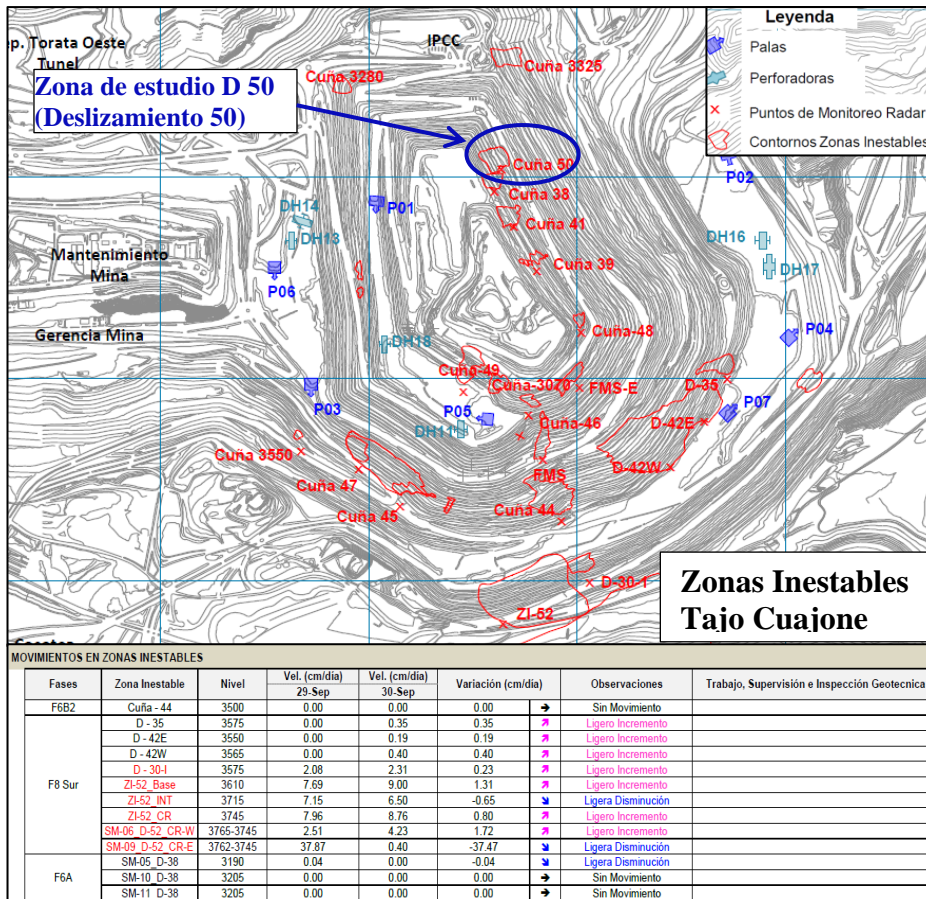 ep. Torata Oeste
Tunel
IPCC
Cuña 3280
Cuña 3325
Zona de estudio D 50
(Deslizamiento 50)
Leyenda
Palas
Perforadoras
Puntos de Monitoreo Radar
Contornos Zonas Inestables
Cuña 50
P02
Cuña 38
DH14
P01
Cuña 41
DH13
DH16
Mantenimiento
Mina
Cuña 39
DH17
P06
Cuña-48
P04
Gerencia Mina
DH18
Cuña-49
Cuña-3070
FMS-E
D-35
P03
P05
P07
DH11
Cuña-46
D-42E
Cuña 3550
Cuña 47
FMS
D-42W
Cuña 45
Cuña 44
D-30-1
ZI-52
Zonas Inestables
Tajo Cuajone
MOVIMIENTOS EN ZONAS INESTABLES
Fases Zona Inestable Nivel Vel. (cm/día) 29-Sep Vel. (cm/día) 30-Sep Variación (cm/día) Observaciones Trabajo, Supervisión e Inspección Geotecnica
F6B2 Cuña - 44 3500 0.00 0.00 0.00 → Sin Movimiento
F8 Sur D - 35 3575 0.00 0.35 0.35 ↗ Ligero Incremento
D - 42E 3550 0.00 0.19 0.19 ↗ Ligero Incremento
D - 42W 3565 0.00 0.40 0.40 ↗ Ligero Incremento
D - 30-I 3575 2.08 2.31 0.23 ↗ Ligero Incremento
ZI-52_Base 3610 7.69 9.00 1.31 ↗ Ligero Incremento
ZI-52_INT 3715 7.15 6.50 -0.65 ↘ Ligera Disminución
ZI-52_CR 3745 7.96 8.76 0.80 ↗ Ligero Incremento
SM-06_D-52_CR-W 3765-3745 2.51 4.23 1.72 ↗ Ligero Incremento
SM-09_D-52_CR-E 3762-3745 37.87 0.40 -37.47 ↘ Ligera Disminución
F6A SM-05_D-38 3190 0.04 0.00 -0.04 ↘ Ligera Disminución
SM-10_D-38 3205 0.00 0.00 0.00 → Sin Movimiento
SM-11_D-38 3205 0.00 0.00 0.00 → Sin Movimiento